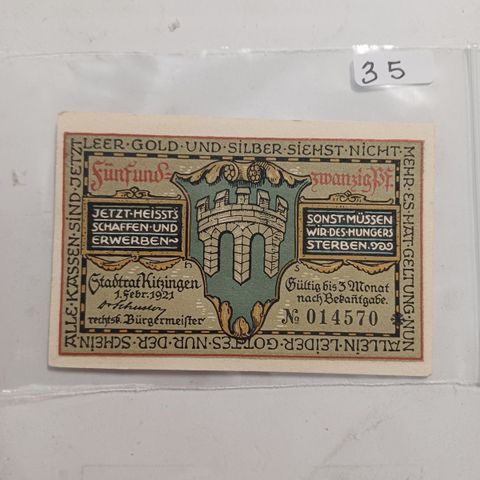 35
ALLE·KASSEN·SIND·JETZT
LEER·GOLD·UND·SILBER·SIEHST·NICHT
MEHR·ES·HAT·GELTUNG·NUN
ALLEIN·LEIDER·GOTTES·NUR·DER·SCHEIN
Fünfund-
zwanzig Pf.
JETZT·HEISST'S
SCHAFFEN·UND
ERWERBEN
SONST·MÜSSEN
WIR·DES·HUNGERS
STERBEN
Stadtrat Kitzingen
1. Febr. 1921
rechtsk. Bürgermeister
Gültig bis 3 Monat
nach Bekantgabe.
No 014570